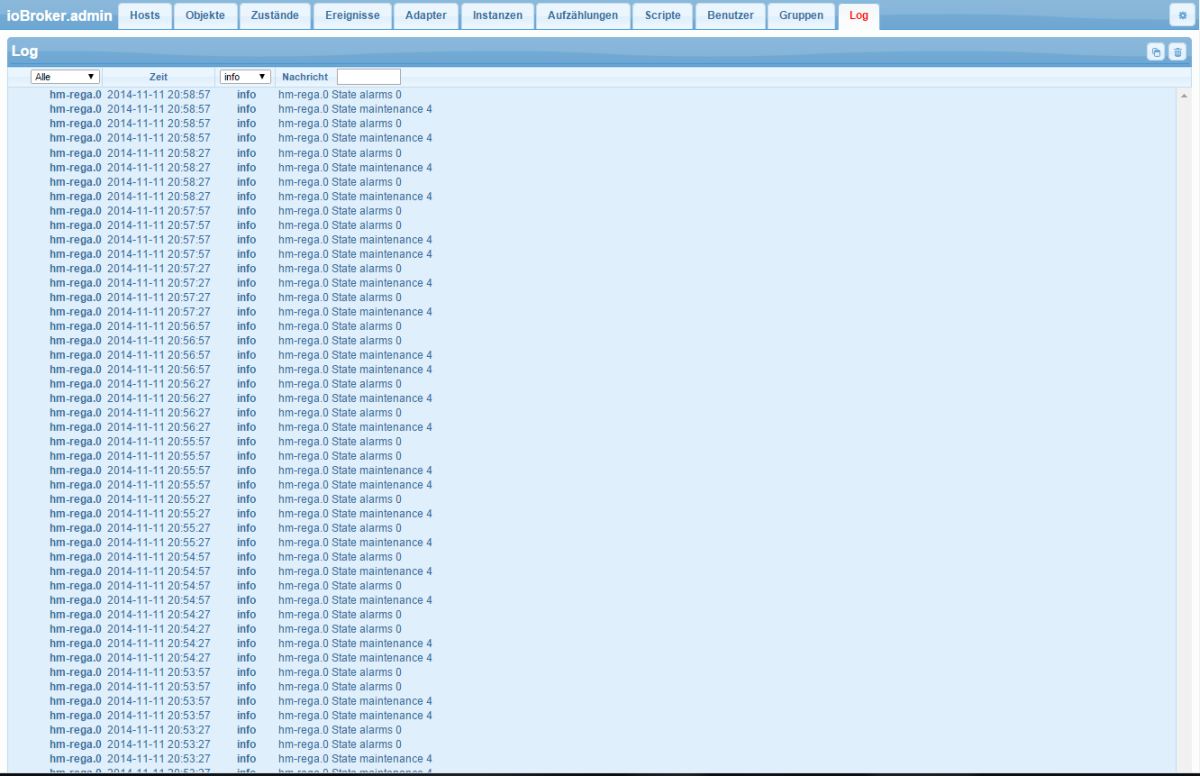 ioBroker.admin Hosts Objekte Zustände Ereignisse Adapter Instanzen Aufzählungen Scripte Benutzer Gruppen Log
Log
Alle Zeit info Nachricht
hm-rega.0 2014-11-11 20:58:57 info hm-rega.0 State alarms 0
hm-rega.0 2014-11-11 20:58:57 info hm-rega.0 State maintenance 4
hm-rega.0 2014-11-11 20:58:57 info hm-rega.0 State alarms 0
hm-rega.0 2014-11-11 20:58:57 info hm-rega.0 State maintenance 4
hm-rega.0 2014-11-11 20:58:27 info hm-rega.0 State alarms 0
hm-rega.0 2014-11-11 20:58:27 info hm-rega.0 State maintenance 4
hm-rega.0 2014-11-11 20:58:27 info hm-rega.0 State alarms 0
hm-rega.0 2014-11-11 20:58:27 info hm-rega.0 State maintenance 4
hm-rega.0 2014-11-11 20:57:57 info hm-rega.0 State alarms 0
hm-rega.0 2014-11-11 20:57:57 info hm-rega.0 State alarms 0
hm-rega.0 2014-11-11 20:57:57 info hm-rega.0 State maintenance 4
hm-rega.0 2014-11-11 20:57:57 info hm-rega.0 State maintenance 4
hm-rega.0 2014-11-11 20:57:27 info hm-rega.0 State alarms 0
hm-rega.0 2014-11-11 20:57:27 info hm-rega.0 State maintenance 4
hm-rega.0 2014-11-11 20:57:27 info hm-rega.0 State alarms 0
hm-rega.0 2014-11-11 20:57:27 info hm-rega.0 State maintenance 4
hm-rega.0 2014-11-11 20:56:57 info hm-rega.0 State alarms 0
hm-rega.0 2014-11-11 20:56:57 info hm-rega.0 State alarms 0
hm-rega.0 2014-11-11 20:56:57 info hm-rega.0 State maintenance 4
hm-rega.0 2014-11-11 20:56:57 info hm-rega.0 State maintenance 4
hm-rega.0 2014-11-11 20:56:27 info hm-rega.0 State alarms 0
hm-rega.0 2014-11-11 20:56:27 info hm-rega.0 State maintenance 4
hm-rega.0 2014-11-11 20:56:27 info hm-rega.0 State alarms 0
hm-rega.0 2014-11-11 20:56:27 info hm-rega.0 State maintenance 4
hm-rega.0 2014-11-11 20:55:57 info hm-rega.0 State alarms 0
hm-rega.0 2014-11-11 20:55:57 info hm-rega.0 State alarms 0
hm-rega.0 2014-11-11 20:55:57 info hm-rega.0 State maintenance 4
hm-rega.0 2014-11-11 20:55:57 info hm-rega.0 State maintenance 4
hm-rega.0 2014-11-11 20:55:27 info hm-rega.0 State alarms 0
hm-rega.0 2014-11-11 20:55:27 info hm-rega.0 State maintenance 4
hm-rega.0 2014-11-11 20:55:27 info hm-rega.0 State alarms 0
hm-rega.0 2014-11-11 20:55:27 info hm-rega.0 State maintenance 4
hm-rega.0 2014-11-11 20:54:57 info hm-rega.0 State alarms 0
hm-rega.0 2014-11-11 20:54:57 info hm-rega.0 State maintenance 4
hm-rega.0 2014-11-11 20:54:57 info hm-rega.0 State alarms 0
hm-rega.0 2014-11-11 20:54:57 info hm-rega.0 State maintenance 4
hm-rega.0 2014-11-11 20:54:27 info hm-rega.0 State alarms 0
hm-rega.0 2014-11-11 20:54:27 info hm-rega.0 State alarms 0
hm-rega.0 2014-11-11 20:54:27 info hm-rega.0 State maintenance 4
hm-rega.0 2014-11-11 20:54:27 info hm-rega.0 State maintenance 4
hm-rega.0 2014-11-11 20:53:57 info hm-rega.0 State alarms 0
hm-rega.0 2014-11-11 20:53:57 info hm-rega.0 State alarms 0
hm-rega.0 2014-11-11 20:53:57 info hm-rega.0 State maintenance 4
hm-rega.0 2014-11-11 20:53:57 info hm-rega.0 State maintenance 4
hm-rega.0 2014-11-11 20:53:27 info hm-rega.0 State alarms 0
hm-rega.0 2014-11-11 20:53:27 info hm-rega.0 State alarms 0
hm-rega.0 2014-11-11 20:53:27 info hm-rega.0 State maintenance 4